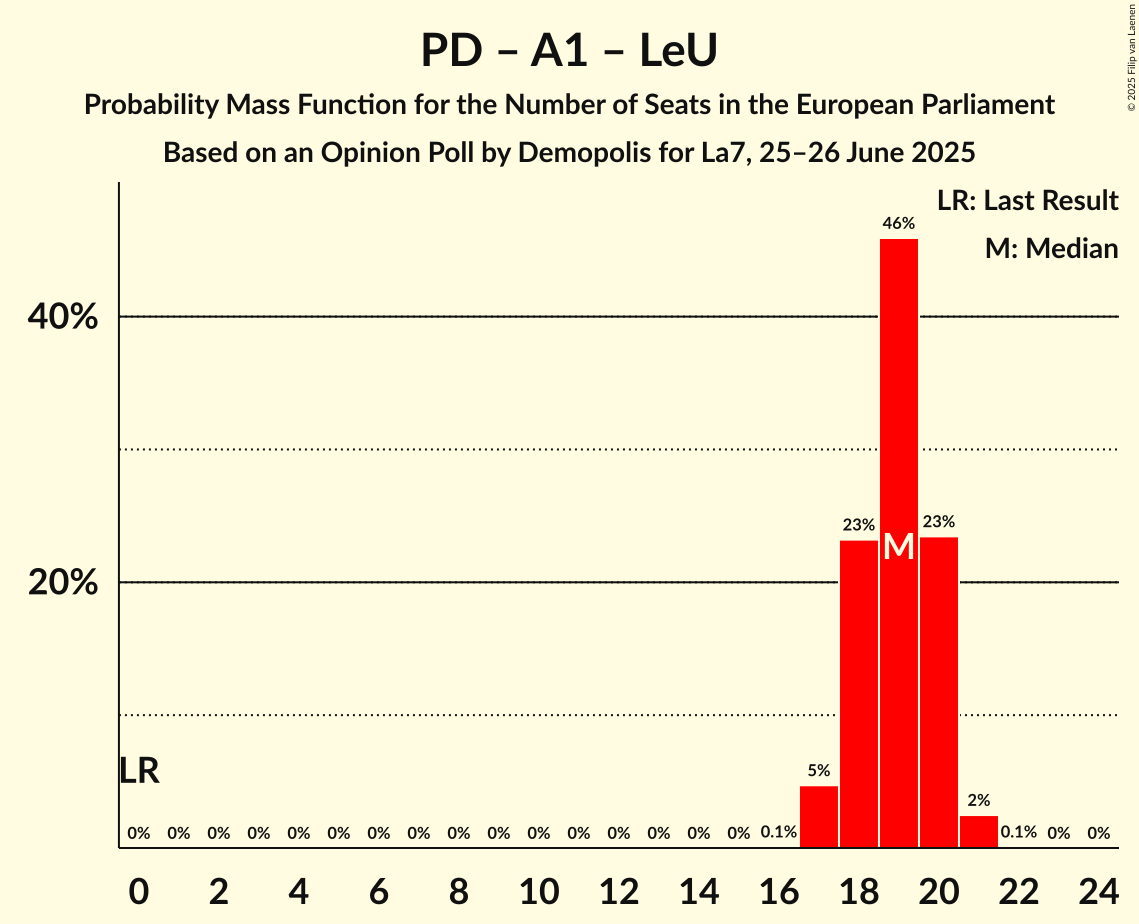 PD – A1 – LeU
Probability Mass Function for the Number of Seats in the European Parliament
Based on an Opinion Poll by Demopolis for La7, 25–26 June 2025
© 2025 Filip van Laenen
LR: Last Result
M: Median
46%
40%
23% 23%
M
20%
LR
5%
2%
0% 0% 0% 0% 0% 0% 0% 0% 0% 0% 0% 0% 0% 0% 0% 0% 0.1% 0.1% 0% 0%
0 2 4 6 8 10 12 14 16 18 20 22 24